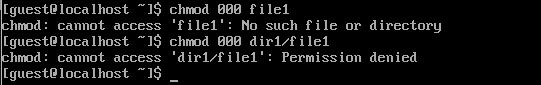 [guest@localhost ~]$ chmod 000 file1
chmod: cannot access 'file1': No such file or directory
[guest@localhost ~]$ chmod 000 dir1/file1
chmod: cannot access 'dir1/file1': Permission denied
[guest@localhost ~]$ _